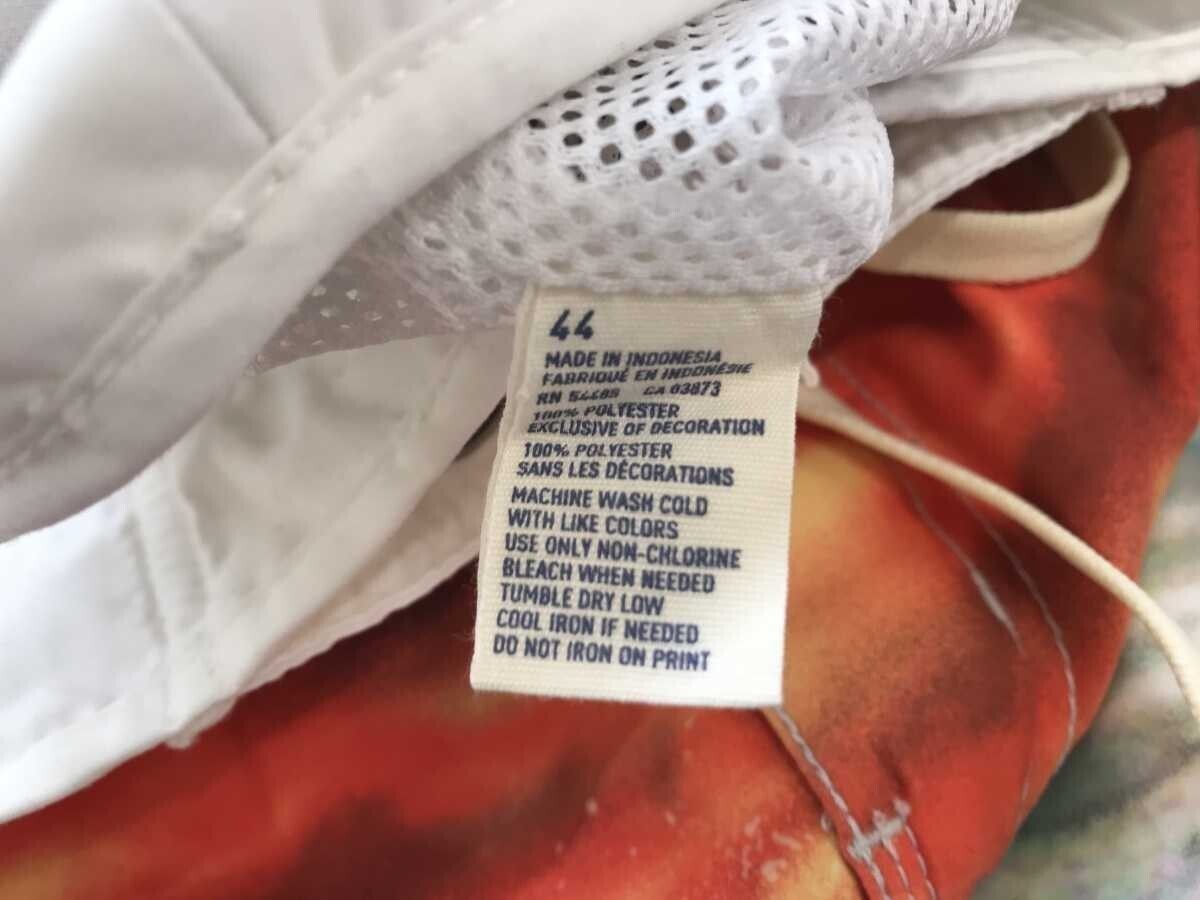 44
MADE IN INDONESIA
FABRIQUÉ EN INDONÉSIE
RN 54485 CA 03873
100% POLYESTER
EXCLUSIVE OF DECORATION
100% POLYESTER
SANS LES DÉCORATIONS
MACHINE WASH COLD
WITH LIKE COLORS
USE ONLY NON-CHLORINE
BLEACH WHEN NEEDED
TUMBLE DRY LOW
COOL IRON IF NEEDED
DO NOT IRON ON PRINT